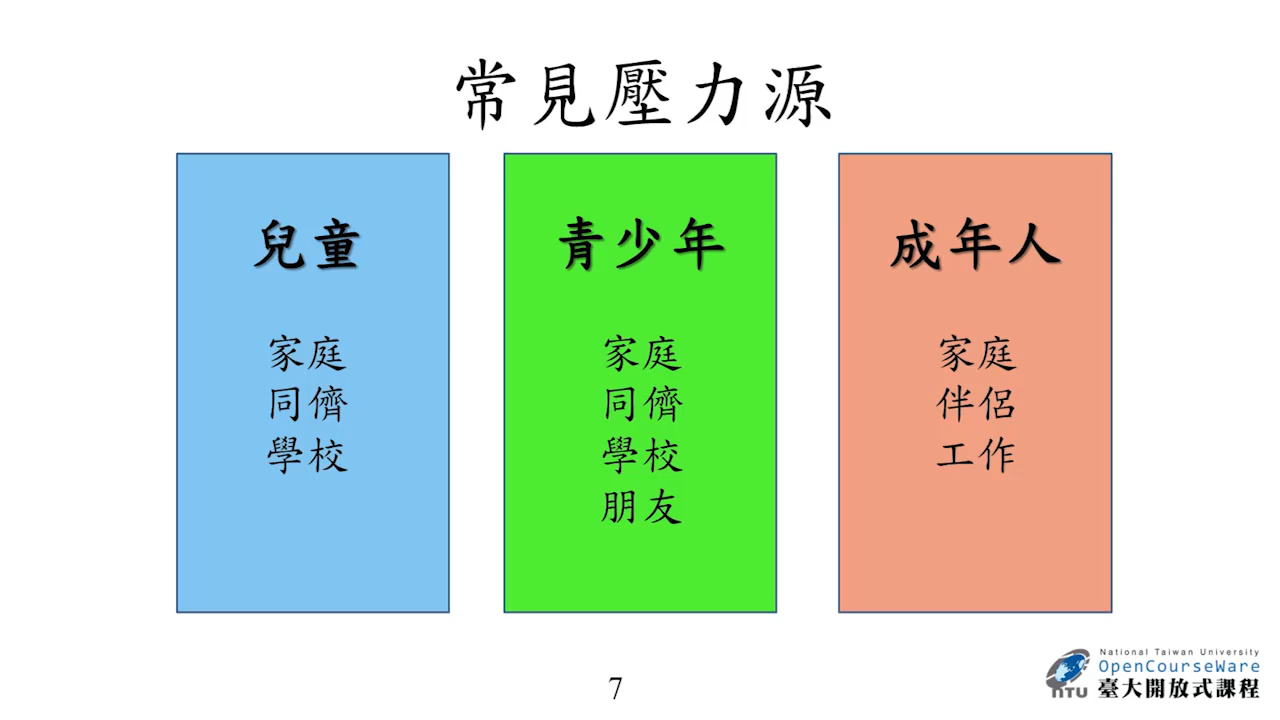 常見壓力源
兒童
家庭
同儕
學校
青少年
家庭
同儕
學校
朋友
成年人
家庭
伴侶
工作
7
National Taiwan University
OpenCourseWare
NTU
臺大開放式課程